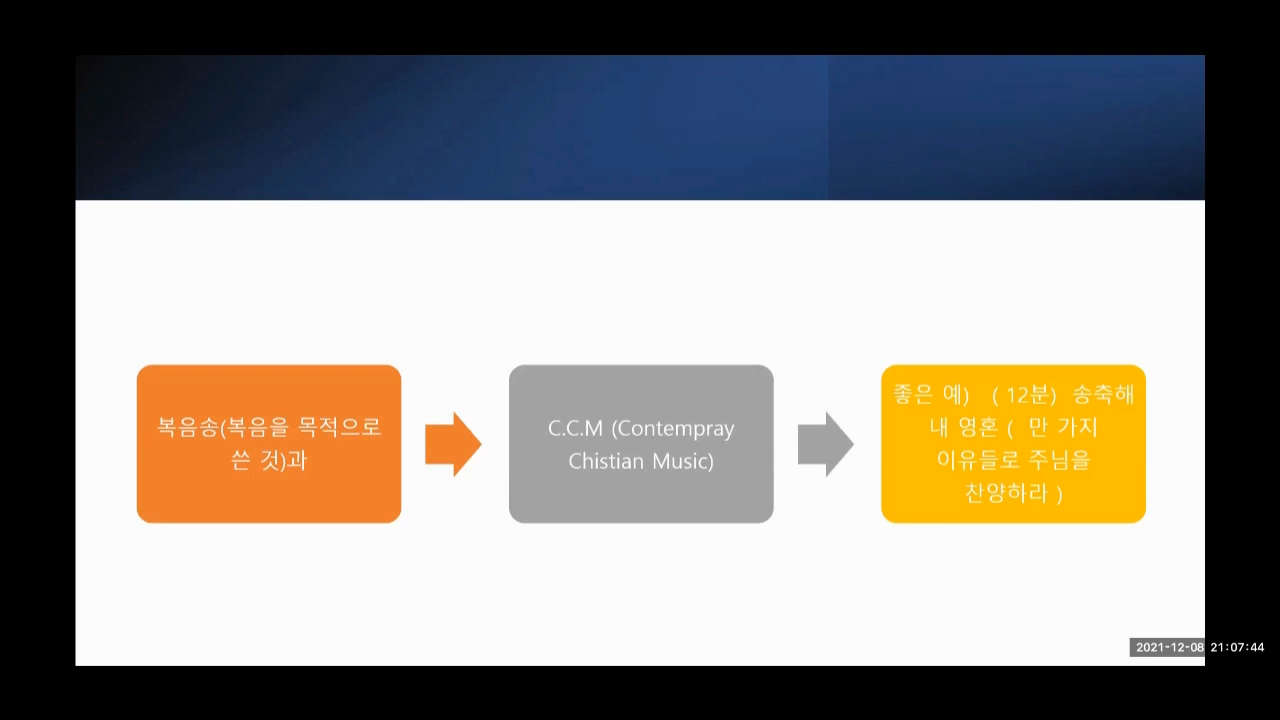 복음송(복음을 목적으로
쓴 것)과
C.C.M (Contempray
Chistian Music)
좋은 예)   ( 12분)  송축해
내 영혼 (  만 가지
이유들로 주님을
찬양하라 )
2021-12-08 21:07:44